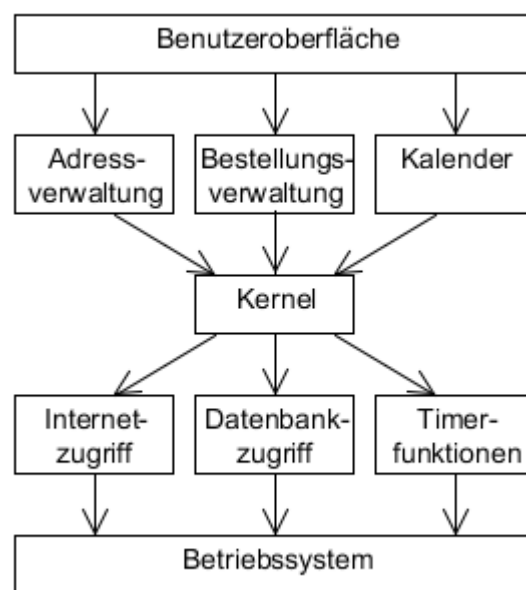 Benutzeroberfläche
Adress-
verwaltung
Bestellungs-
verwaltung
Kalender
Kernel
Internet-
zugriff
Datenbank-
zugriff
Timer-
funktionen
Betriebssystem